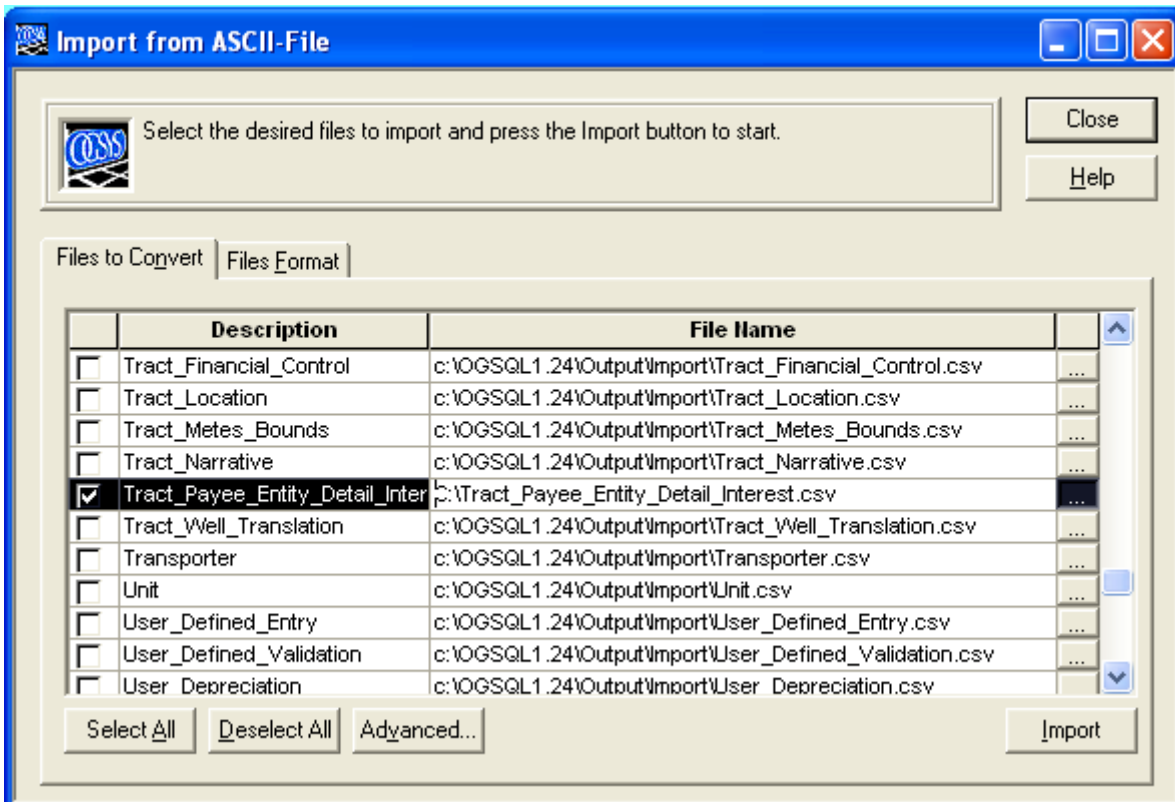 Import from ASCII-File
OGSYS
Select the desired files to import and press the Import button to start.
Close
Help
Files to Convert
Files Format
Description File Name
Tract_Financial_Control c:\OGSQL1.24\Output\Import\Tract_Financial_Control.csv ...
Tract_Location c:\OGSQL1.24\Output\Import\Tract_Location.csv ...
Tract_Metes_Bounds c:\OGSQL1.24\Output\Import\Tract_Metes_Bounds.csv ...
Tract_Narrative c:\OGSQL1.24\Output\Import\Tract_Narrative.csv ...
Tract_Payee_Entity_Detail_Inter C:\Tract_Payee_Entity_Detail_Interest.csv ...
Tract_Well_Translation c:\OGSQL1.24\Output\Import\Tract_Well_Translation.csv ...
Transporter c:\OGSQL1.24\Output\Import\Transporter.csv ...
Unit c:\OGSQL1.24\Output\Import\Unit.csv ...
User_Defined_Entry c:\OGSQL1.24\Output\Import\User_Defined_Entry.csv ...
User_Defined_Validation c:\OGSQL1.24\Output\Import\User_Defined_Validation.csv ...
User_Depreciation c:\OGSQL1.24\Output\Import\User_Depreciation.csv
Select All
Deselect All
Advanced...
Import